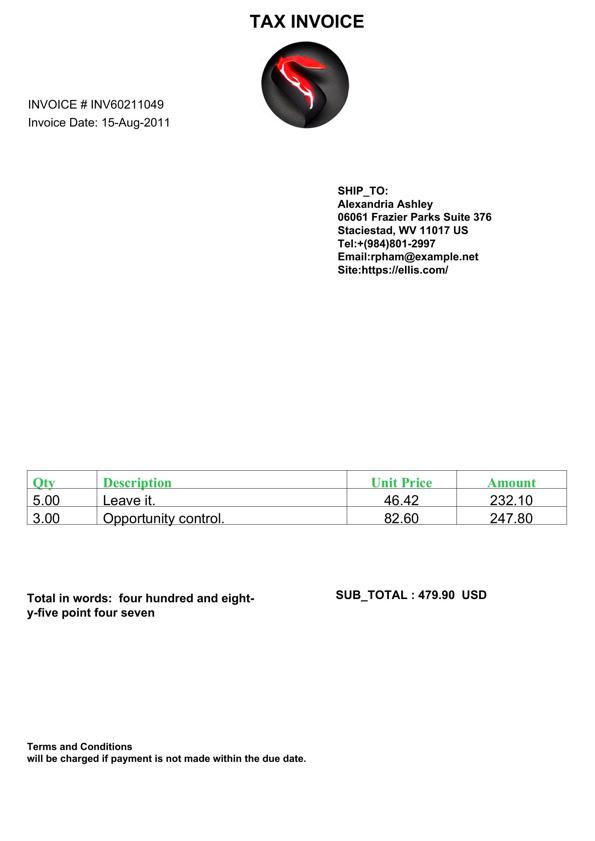 TAX INVOICE
INVOICE # INV60211049
Invoice Date: 15-Aug-2011
SHIP_TO:
Alexandria Ashley
06061 Frazier Parks Suite 376
Staciestad, WV 11017 US
Tel:+(984)801-2997
Email:rpham@example.net
Site:https://ellis.com/
Qty Description Unit Price Amount
5.00 Leave it. 46.42 232.10
3.00 Opportunity control. 82.60 247.80
Total in words: four hundred and eight-
y-five point four seven
SUB_TOTAL : 479.90 USD
Terms and Conditions
will be charged if payment is not made within the due date.